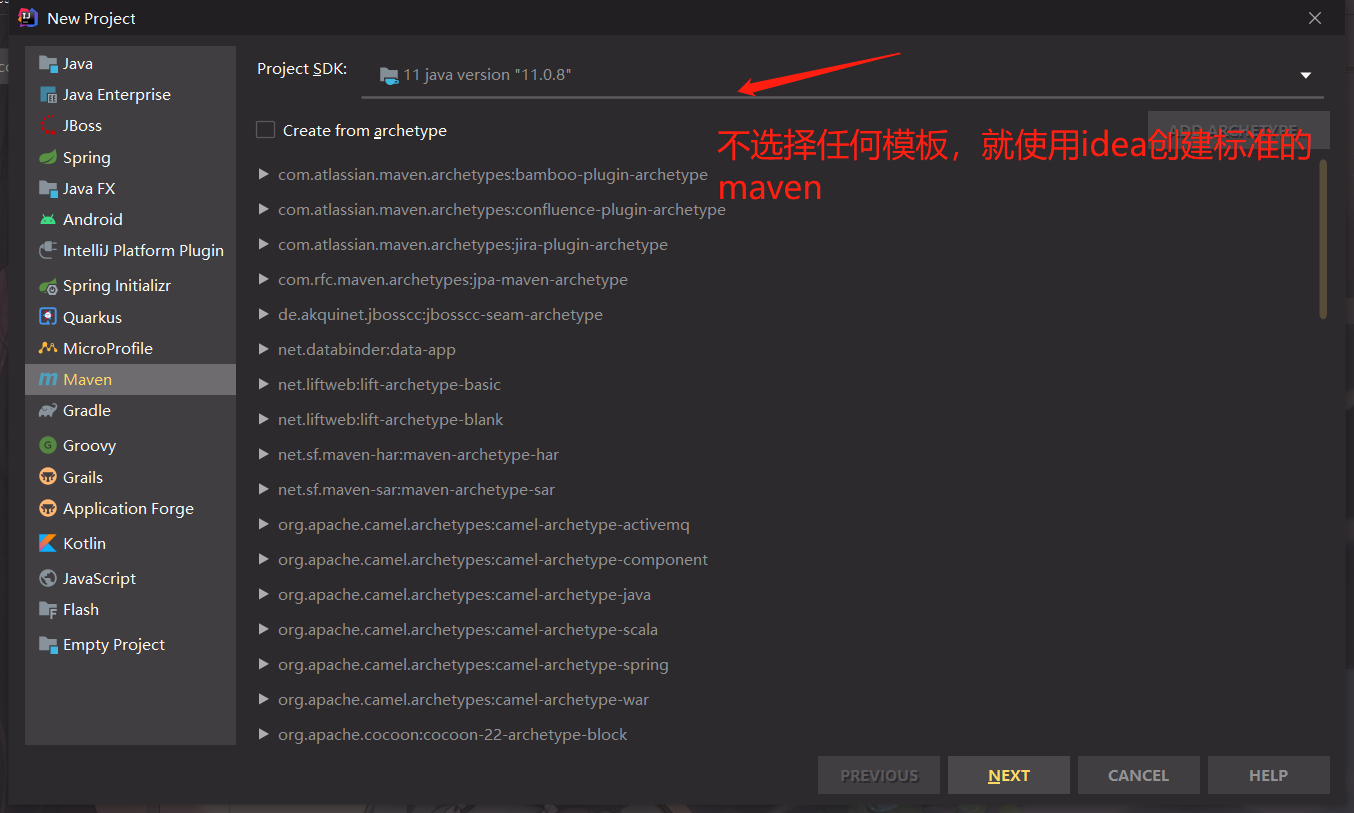 New Project
Java
Java Enterprise
JBoss
Spring
Java FX
Android
IntelliJ Platform Plugin
Spring Initializr
Quarkus
MicroProfile
Maven
Gradle
Groovy
Grails
Application Forge
Kotlin
JavaScript
Flash
Empty Project
Project SDK:
11 java version "11.0.8"
Create from archetype
ADD ARCHETYPE...
不选择任何模板，就使用idea创建标准的
maven
com.atlassian.maven.archetypes:bamboo-plugin-archetype
com.atlassian.maven.archetypes:confluence-plugin-archetype
com.atlassian.maven.archetypes:jira-plugin-archetype
com.rfc.maven.archetypes:jpa-maven-archetype
de.akquinet.jbosscc:jbosscc-seam-archetype
net.databinder:data-app
net.liftweb:lift-archetype-basic
net.liftweb:lift-archetype-blank
net.sf.maven-har:maven-archetype-har
net.sf.maven-sar:maven-archetype-sar
org.apache.camel.archetypes:camel-archetype-activemq
org.apache.camel.archetypes:camel-archetype-component
org.apache.camel.archetypes:camel-archetype-java
org.apache.camel.archetypes:camel-archetype-scala
org.apache.camel.archetypes:camel-archetype-spring
org.apache.camel.archetypes:camel-archetype-war
org.apache.cocoon:cocoon-22-archetype-block
PREVIOUS
NEXT
CANCEL
HELP